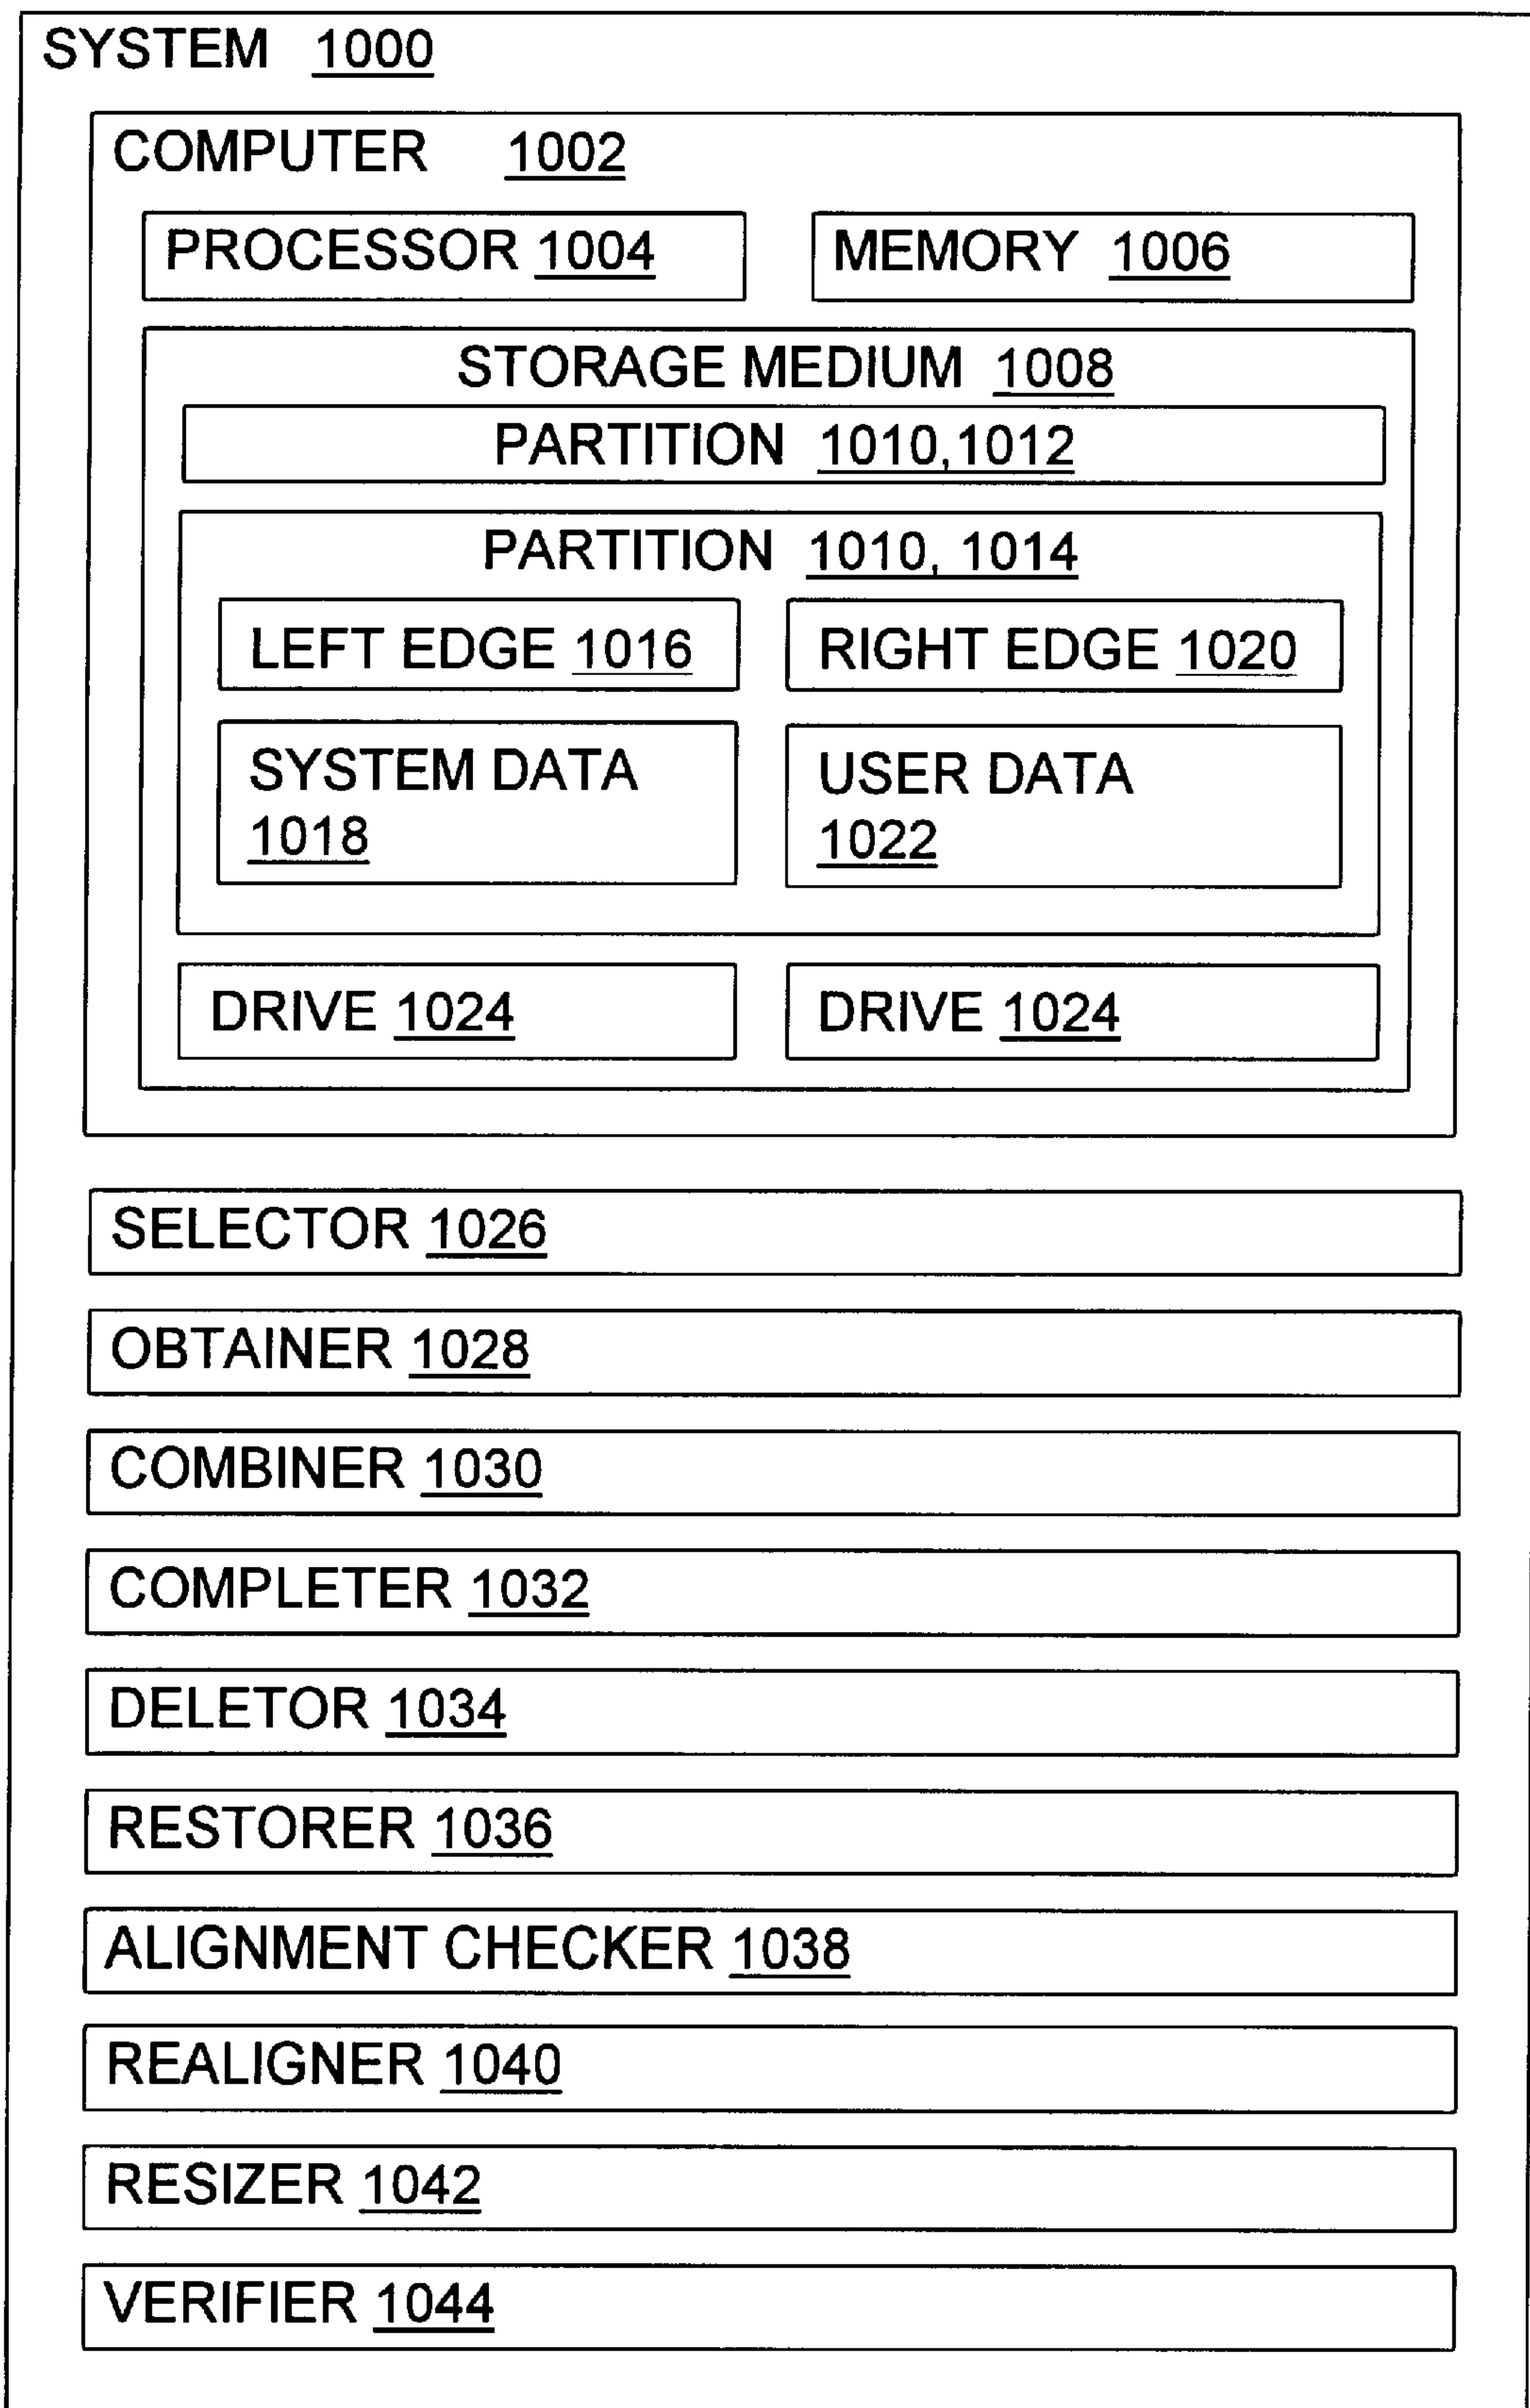 SYSTEM 1000
COMPUTER 1002
PROCESSOR 1004
MEMORY 1006
STORAGE MEDIUM 1008
PARTITION 1010,1012
PARTITION 1010, 1014
LEFT EDGE 1016
RIGHT EDGE 1020
SYSTEM DATA
1018
USER DATA
1022
DRIVE 1024
DRIVE 1024
SELECTOR 1026
OBTAINER 1028
COMBINER 1030
COMPLETER 1032
DELETOR 1034
RESTORER 1036
ALIGNMENT CHECKER 1038
REALIGNER 1040
RESIZER 1042
VERIFIER 1044